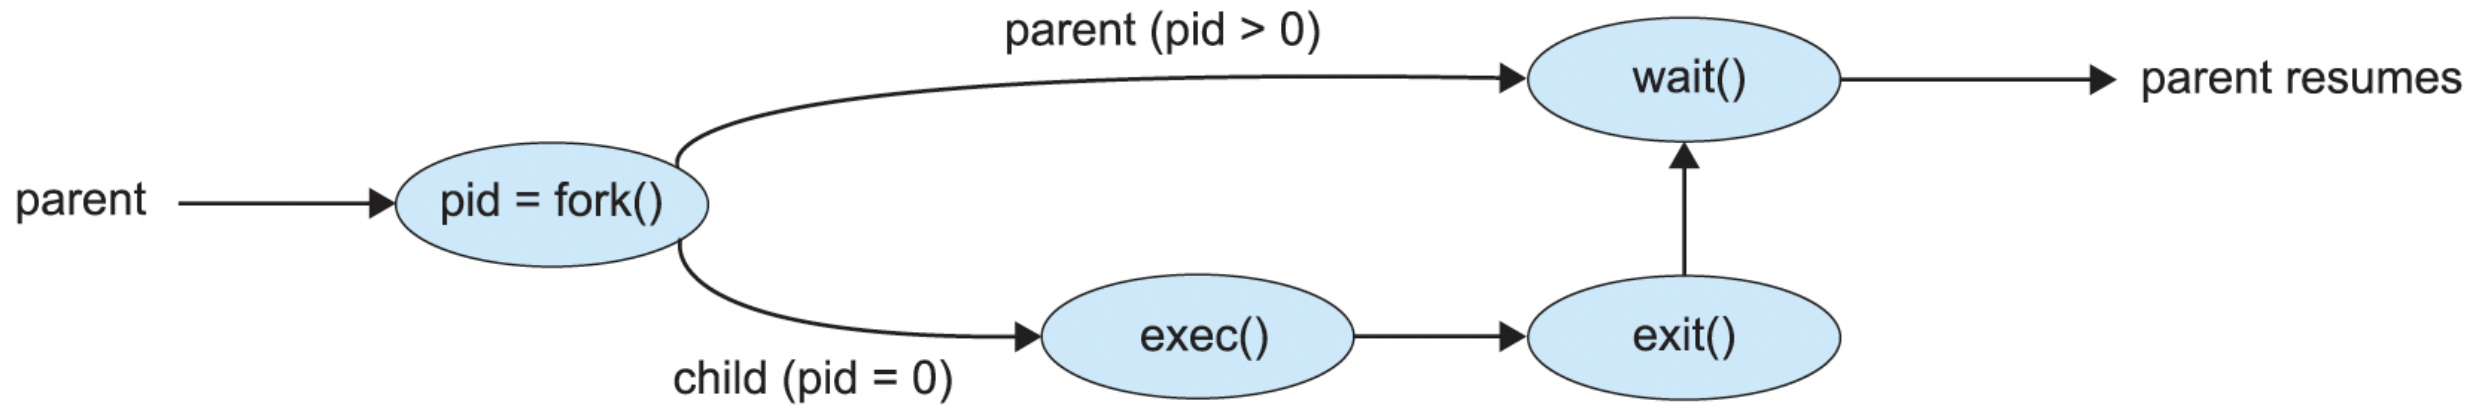 parent (pid > 0)
wait()
parent resumes
parent
pid = fork()
exec()
exit()
child (pid = 0)